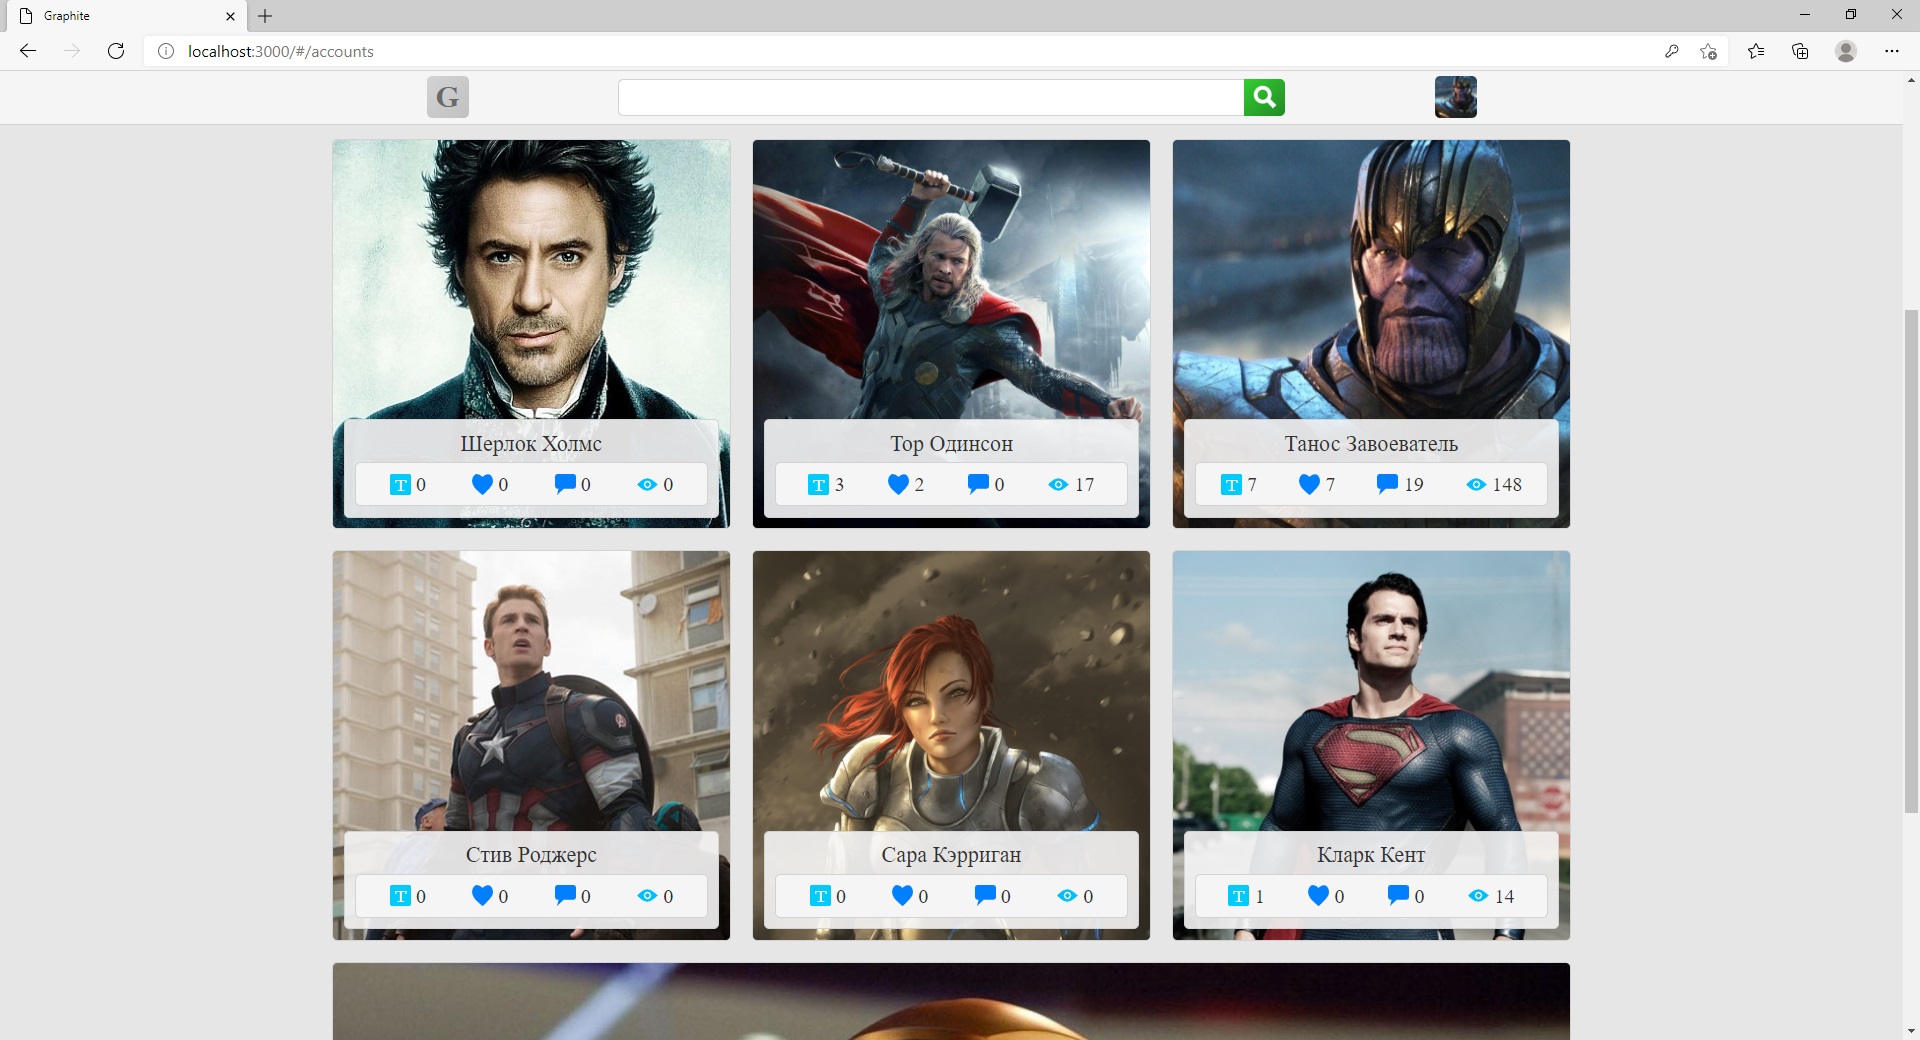 Graphite
localhost:3000/#/accounts
G
Шерлок Холмс
T 0 0 0 0
Тор Одинсон
T 3 2 0 17
Танос Завоеватель
T 7 7 19 148
Стив Роджерс
T 0 0 0 0
Сара Кэрриган
T 0 0 0 0
Кларк Кент
T 1 0 0 14